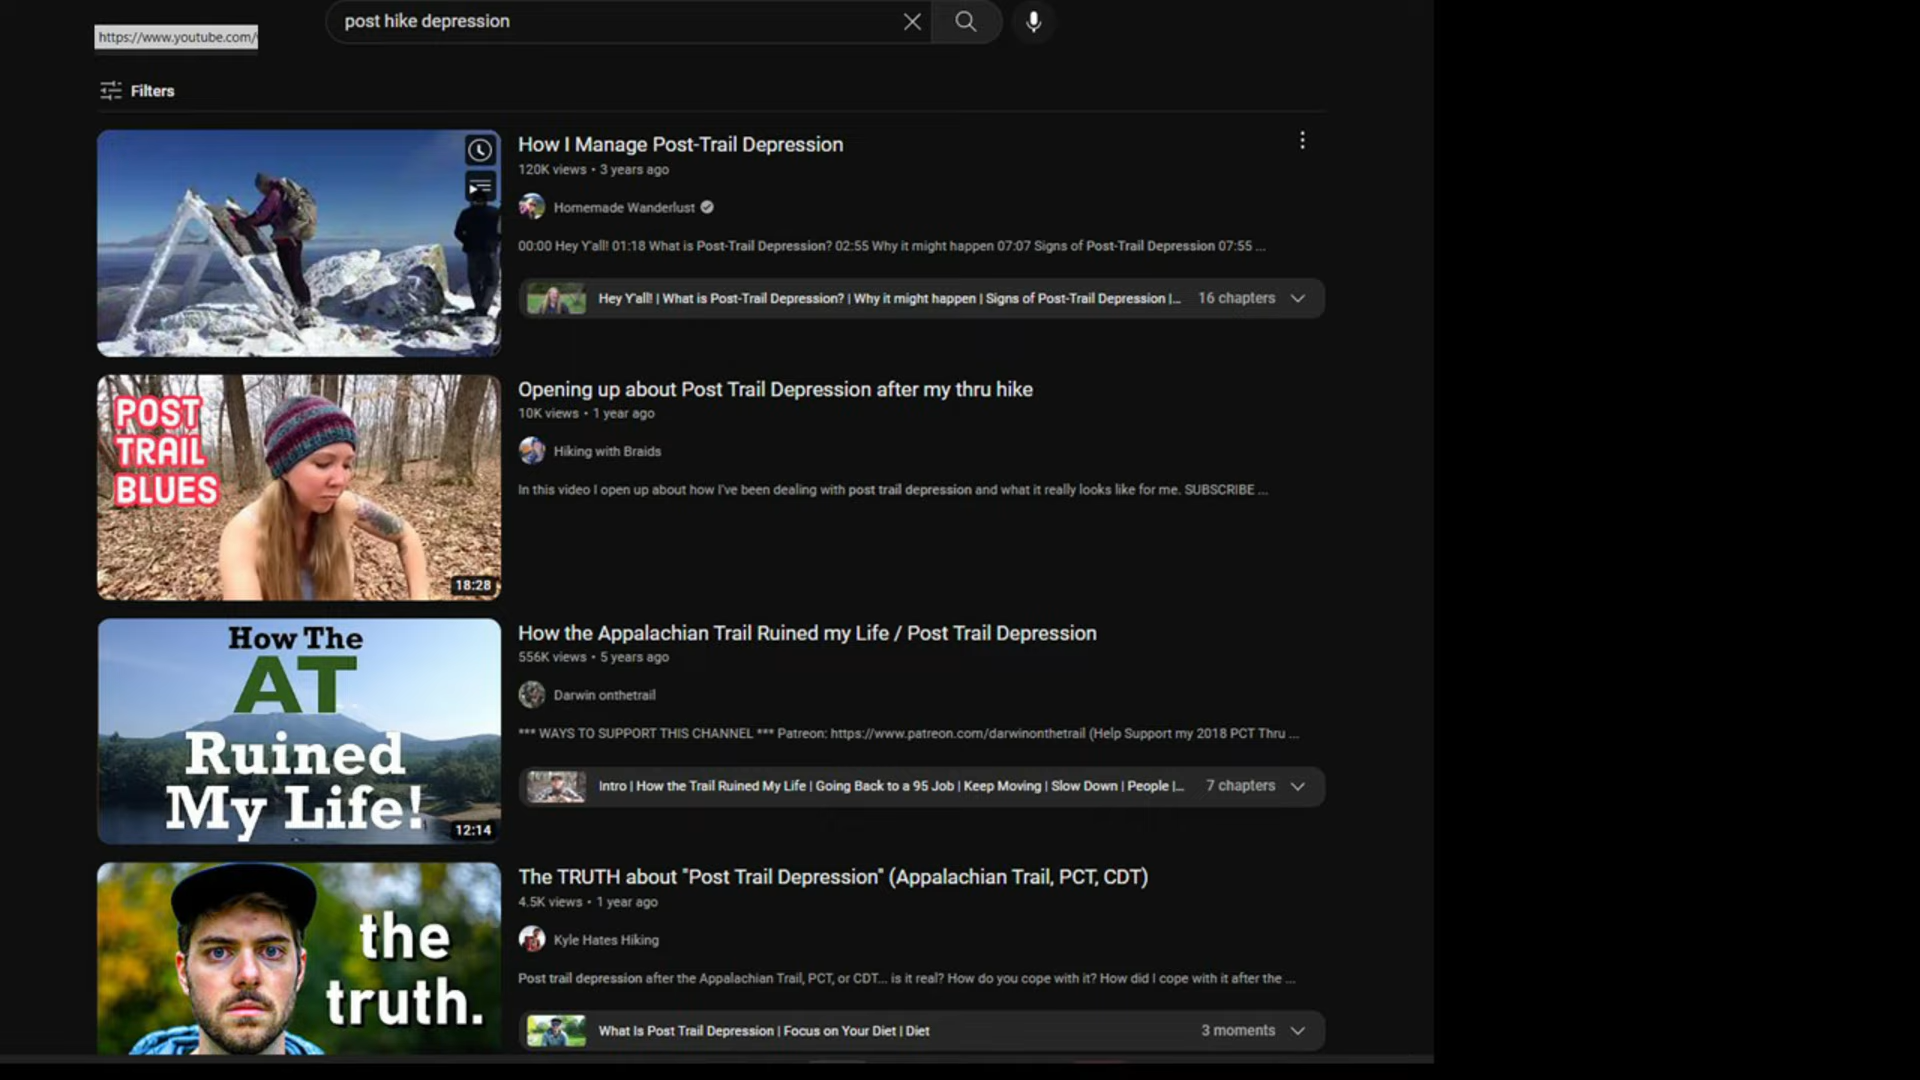 post hike depression
https://www.youtube.com/
Filters
How I Manage Post-Trail Depression
120K views • 3 years ago
Homemade Wanderlust
00:00 Hey Y'all! 01:18 What is Post-Trail Depression? 02:55 Why it might happen 07:07 Signs of Post-Trail Depression 07:55 ...
Hey Y'all! | What is Post-Trail Depression? | Why it might happen | Signs of Post-Trail Depression |...
16 chapters
POST
TRAIL
BLUES
18:28
Opening up about Post Trail Depression after my thru hike
10K views • 1 year ago
Hiking with Braids
In this video I open up about how I've been dealing with post trail depression and what it really looks like for me. SUBSCRIBE ...
How The
AT
Ruined
My Life!
12:14
How the Appalachian Trail Ruined my Life / Post Trail Depression
556K views • 5 years ago
Darwin onthetrail
*** WAYS TO SUPPORT THIS CHANNEL *** Patreon: https://www.patreon.com/darwinonthetrail (Help Support my 2018 PCT Thru ...
Intro | How the Trail Ruined My Life | Going Back to a 95 Job | Keep Moving | Slow Down | People |...
7 chapters
the
truth.
The TRUTH about "Post Trail Depression" (Appalachian Trail, PCT, CDT)
4.5K views • 1 year ago
Kyle Hates Hiking
Post trail depression after the Appalachian Trail, PCT, or CDT... is it real? How do you cope with it? How did I cope with it after the ...
What Is Post Trail Depression | Focus on Your Diet | Diet
3 moments